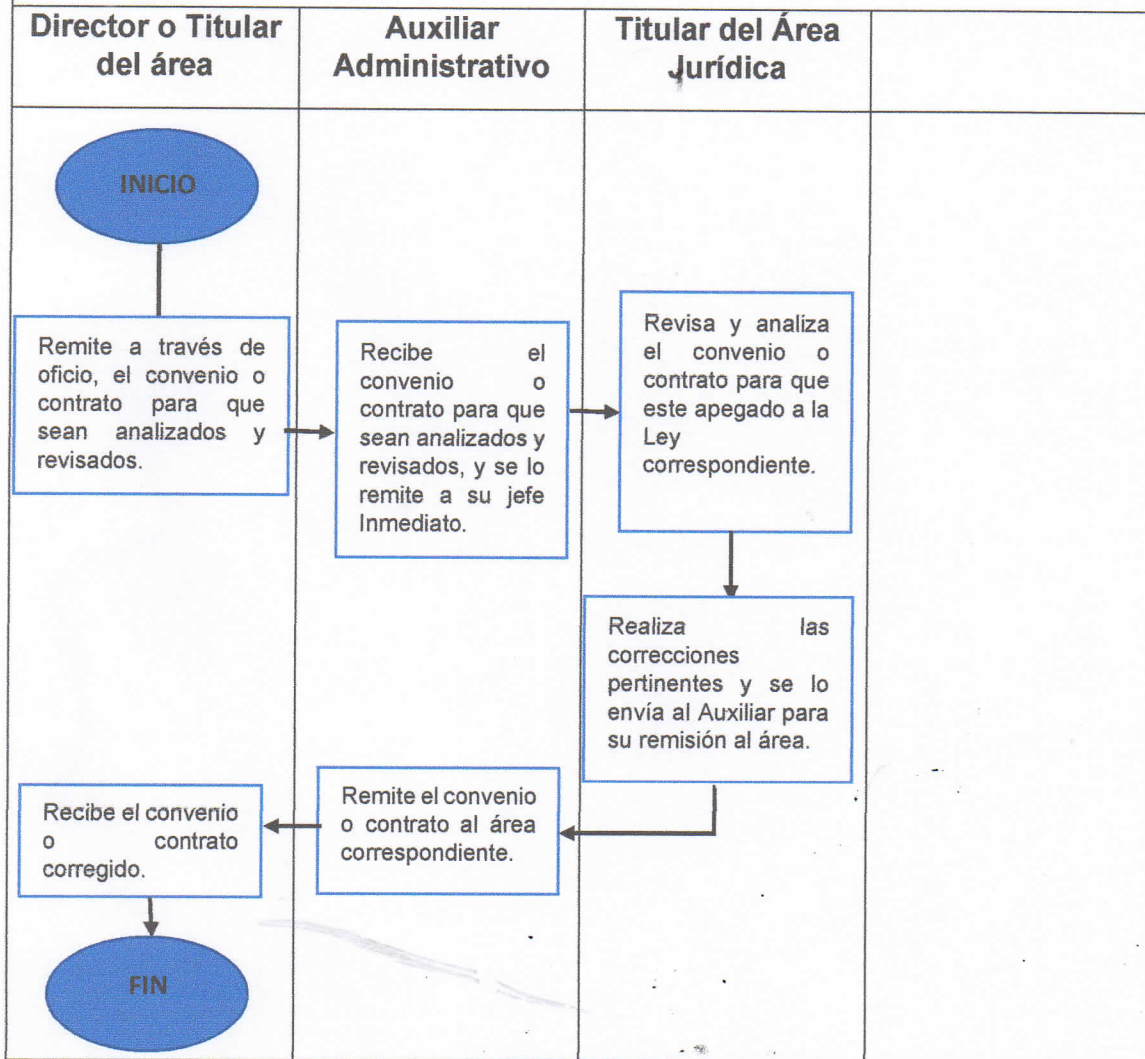 Director o Titular
del área
Auxiliar
Administrativo
Titular del Área
Jurídica
INICIO
Remite a través de
oficio, el convenio o
contrato para que
sean analizados y
revisados.
Recibe el
convenio o
contrato para que
sean analizados y
revisados, y se lo
remite a su jefe
Inmediato.
Revisa y analiza
el convenio o
contrato para que
este apegado a la
Ley
correspondiente.
Realiza las
correcciones
pertinentes y se lo
envía al Auxiliar para
su remisión al área.
Remite el convenio
o contrato al área
correspondiente.
Recibe el convenio
o contrato
corregido.
FIN